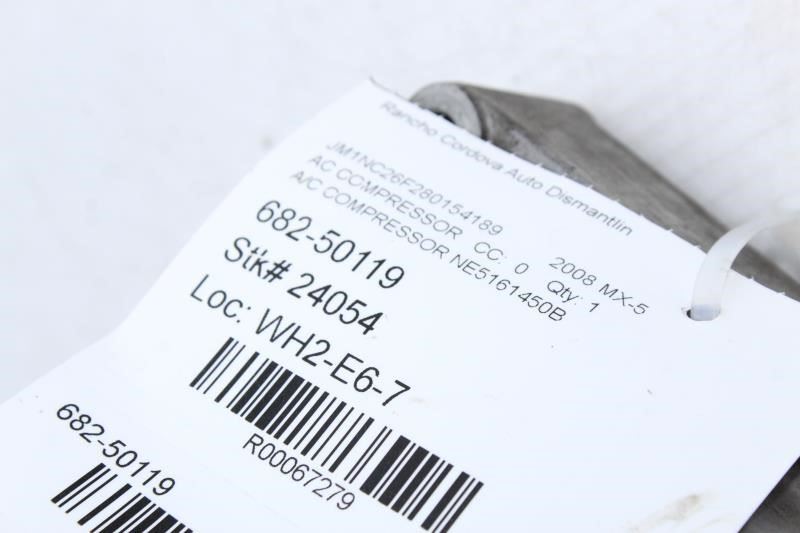 Rancho Cordova Auto Dismantlin
JM1NC26F280154189 2008 MX-5
AC COMPRESSOR CC: 0 Qty: 1
A/C COMPRESSOR NE5161450B
682-50119
Stk# 24054
Loc: WH2-E6-7
R00067279
682-50119